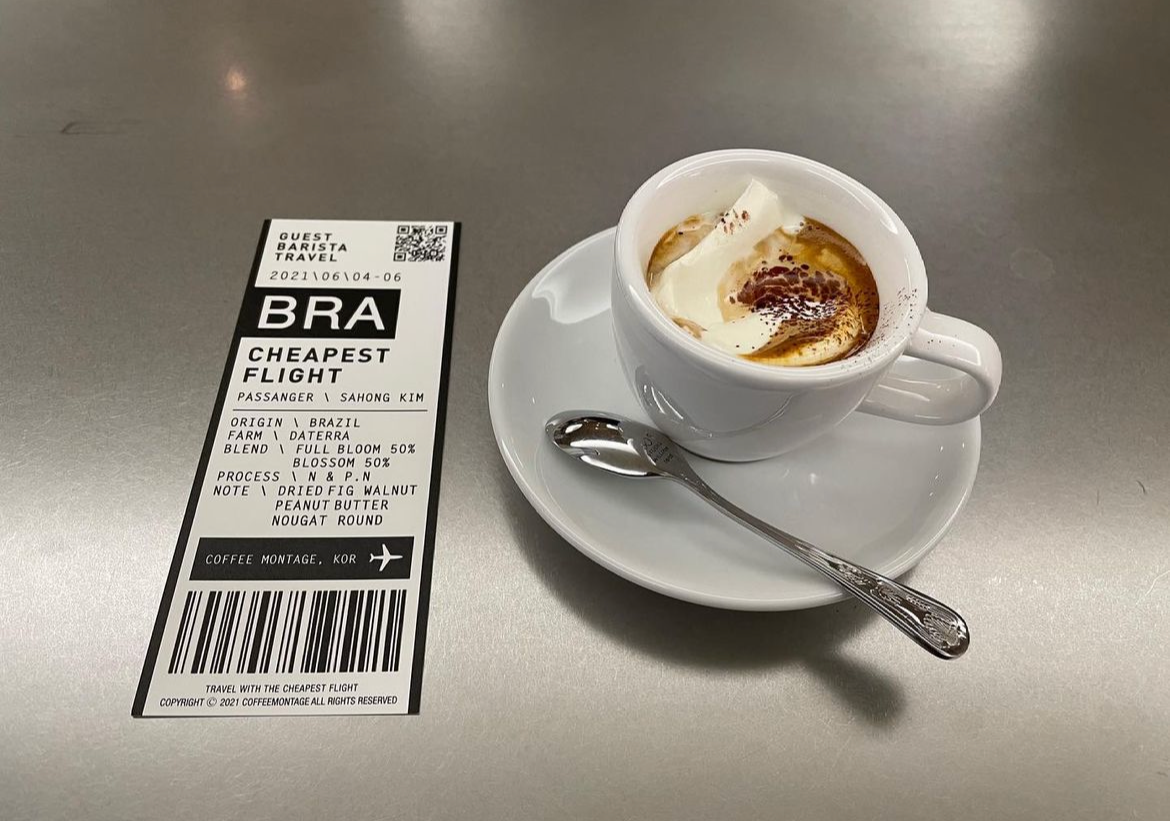 GUEST
BARISTA
TRAVEL
2021\06\04-06
BRA
CHEAPEST
FLIGHT
PASSANGER \ SAHONG KIM
ORIGIN \ BRAZIL
FARM \ DATERRA
BLEND \ FULL BLOOM 50%
BLOSSOM 50%
PROCESS \ N & P.N
NOTE \ DRIED FIG WALNUT
PEANUT BUTTER
NOUGAT ROUND
COFFEE MONTAGE, KOR
TRAVEL WITH THE CHEAPEST FLIGHT
COPYRIGHT © 2021 COFFEEMONTAGE ALL RIGHTS RESERVED